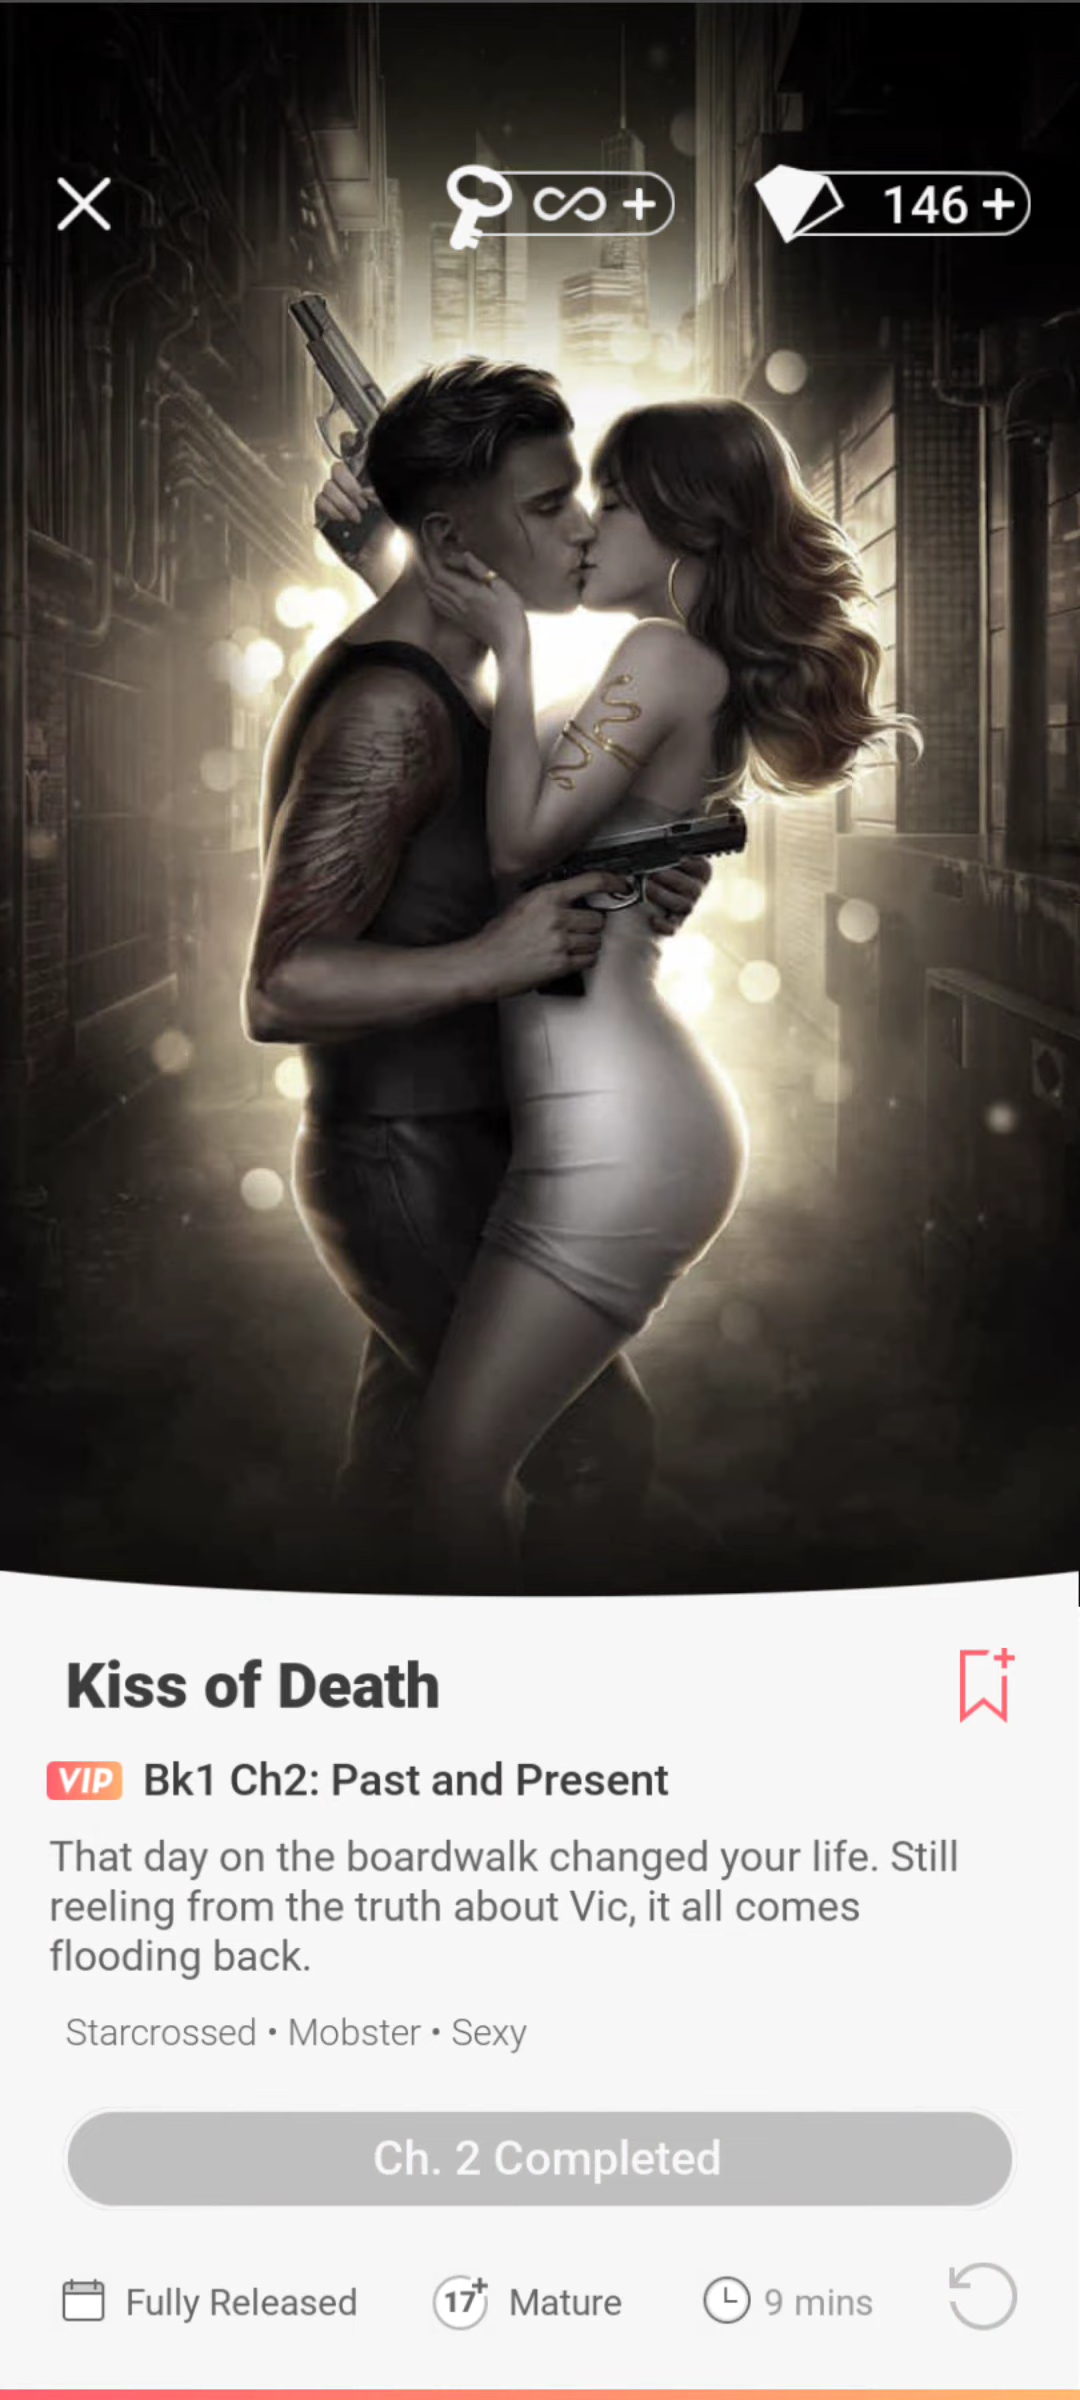 ∞ +
146 +
Kiss of Death
VIP Bk1 Ch2: Past and Present
That day on the boardwalk changed your life. Still
reeling from the truth about Vic, it all comes
flooding back.
Starcrossed • Mobster • Sexy
Ch. 2 Completed
Fully Released 17+ Mature 9 mins